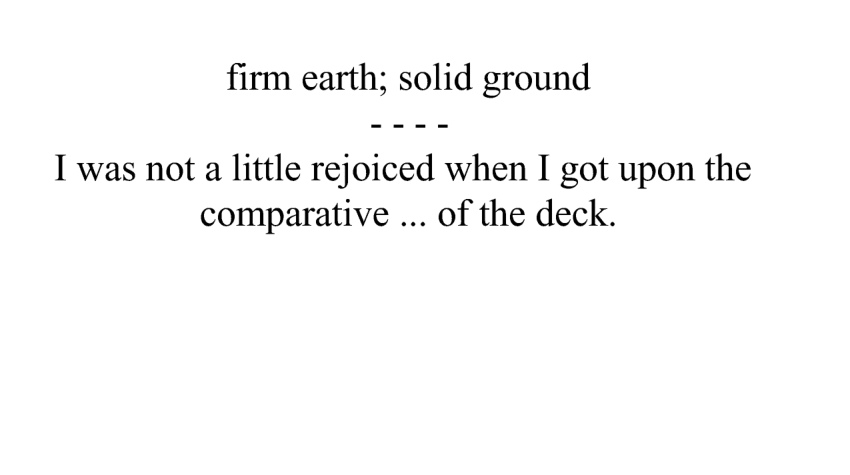 firm earth; solid ground
- - - -
I was not a little rejoiced when I got upon the
comparative ... of the deck.